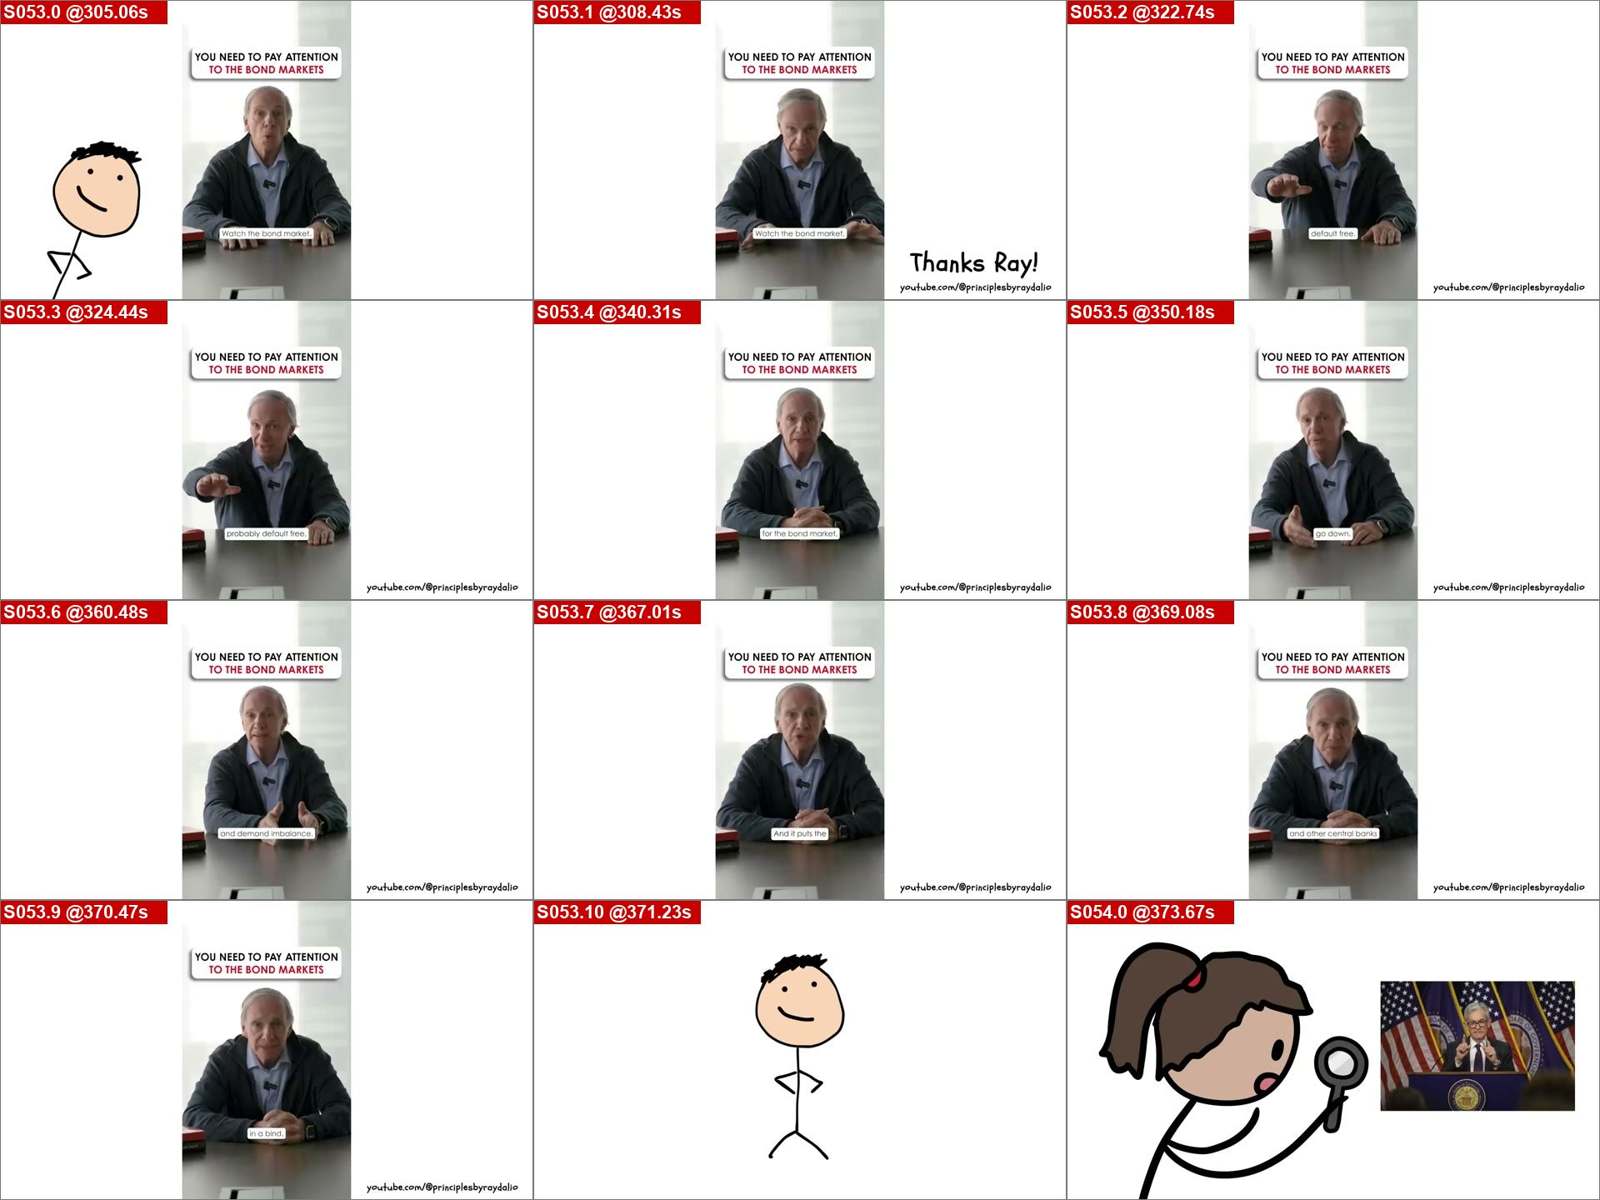 S053.0 @305.06s
YOU NEED TO PAY ATTENTION
TO THE BOND MARKETS
Watch the bond market.
S053.1 @308.43s
YOU NEED TO PAY ATTENTION
TO THE BOND MARKETS
Watch the bond market.
Thanks Ray!
youtube.com/@principlesbyraydalio
S053.2 @322.74s
YOU NEED TO PAY ATTENTION
TO THE BOND MARKETS
default free.
youtube.com/@principlesbyraydalio
S053.3 @324.44s
YOU NEED TO PAY ATTENTION
TO THE BOND MARKETS
probably default free,
youtube.com/@principlesbyraydalio
S053.4 @340.31s
YOU NEED TO PAY ATTENTION
TO THE BOND MARKETS
for the bond market,
youtube.com/@principlesbyraydalio
S053.5 @350.18s
YOU NEED TO PAY ATTENTION
TO THE BOND MARKETS
go down.
youtube.com/@principlesbyraydalio
S053.6 @360.48s
YOU NEED TO PAY ATTENTION
TO THE BOND MARKETS
and demand imbalance.
youtube.com/@principlesbyraydalio
S053.7 @367.01s
YOU NEED TO PAY ATTENTION
TO THE BOND MARKETS
And it puts the
youtube.com/@principlesbyraydalio
S053.8 @369.08s
YOU NEED TO PAY ATTENTION
TO THE BOND MARKETS
and other central banks
youtube.com/@principlesbyraydalio
S053.9 @370.47s
YOU NEED TO PAY ATTENTION
TO THE BOND MARKETS
in a bind.
youtube.com/@principlesbyraydalio
S053.10 @371.23s
S054.0 @373.67s